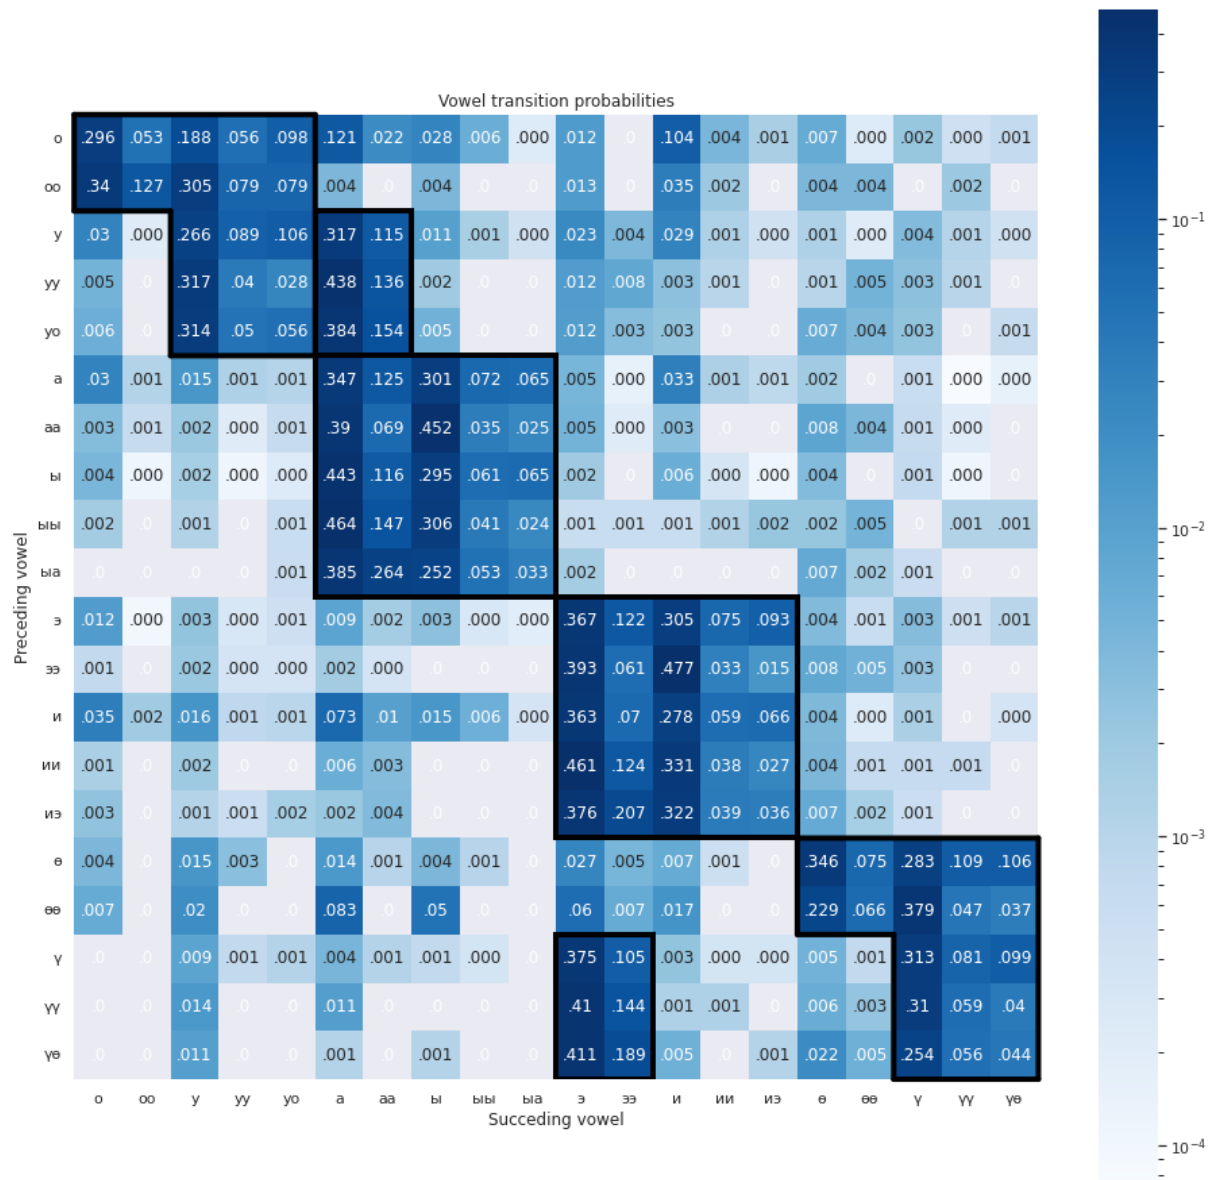 Vowel transition probabilities
о .296 .053 .188 .056 .098 .121 .022 .028 .006 .000 .012 .0 .104 .004 .001 .007 .000 .002 .000 .001
оо .34 .127 .305 .079 .079 .004 .0 .004 .0 .0 .013 .0 .035 .002 .0 .004 .004 .0 .002 .0
у .03 .000 .266 .089 .106 .317 .115 .011 .001 .000 .023 .004 .029 .001 .000 .001 .000 .004 .001 .000
уу .005 .0 .317 .04 .028 .438 .136 .002 .0 .0 .012 .008 .003 .001 .0 .001 .005 .003 .001 .0
уо .006 .0 .314 .05 .056 .384 .154 .005 .0 .0 .012 .003 .003 .0 .0 .007 .004 .003 .0 .001
а .03 .001 .015 .001 .001 .347 .125 .301 .072 .065 .005 .000 .033 .001 .001 .002 .0 .001 .000 .000
аа .003 .001 .002 .000 .001 .39 .069 .452 .035 .025 .005 .000 .003 .0 .0 .008 .004 .001 .000 .0
ы .004 .000 .002 .000 .000 .443 .116 .295 .061 .065 .002 .0 .006 .000 .000 .004 .0 .001 .000 .0
ыы .002 .0 .001 .0 .001 .464 .147 .306 .041 .024 .001 .001 .001 .001 .002 .002 .005 .0 .001 .001
ыа .0 .0 .0 .0 .001 .385 .264 .252 .053 .033 .002 .0 .0 .0 .0 .007 .002 .001 .0 .0
э .012 .000 .003 .000 .001 .009 .002 .003 .000 .000 .367 .122 .305 .075 .093 .004 .001 .003 .001 .001
ээ .001 .0 .002 .000 .000 .002 .000 .0 .0 .0 .393 .061 .477 .033 .015 .008 .005 .003 .0 .0
и .035 .002 .016 .001 .001 .073 .01 .015 .006 .000 .363 .07 .278 .059 .066 .004 .000 .001 .0 .000
ии .001 .0 .002 .0 .0 .006 .003 .0 .0 .0 .461 .124 .331 .038 .027 .004 .001 .001 .001 .0
иэ .003 .0 .001 .001 .002 .002 .004 .0 .0 .0 .376 .207 .322 .039 .036 .007 .002 .001 .0 .0
ө .004 .0 .015 .003 .0 .014 .001 .004 .001 .0 .027 .005 .007 .001 .0 .346 .075 .283 .109 .106
өө .007 .0 .02 .0 .0 .083 .0 .05 .0 .0 .06 .007 .017 .0 .0 .229 .066 .379 .047 .037
ү .0 .0 .009 .001 .001 .004 .001 .001 .000 .0 .375 .105 .003 .000 .000 .005 .001 .313 .081 .099
үү .0 .0 .014 .0 .0 .011 .0 .0 .0 .0 .41 .144 .001 .001 .0 .006 .003 .31 .059 .04
үө .0 .0 .011 .0 .0 .001 .0 .001 .0 .0 .411 .189 .005 .0 .001 .022 .005 .254 .056 .044
о оо у уу уо а аа ы ыы ыа э ээ и ии иэ ө өө ү үү үө
Succeding vowel
Preceding vowel
10⁻¹
10⁻²
10⁻³
10⁻⁴